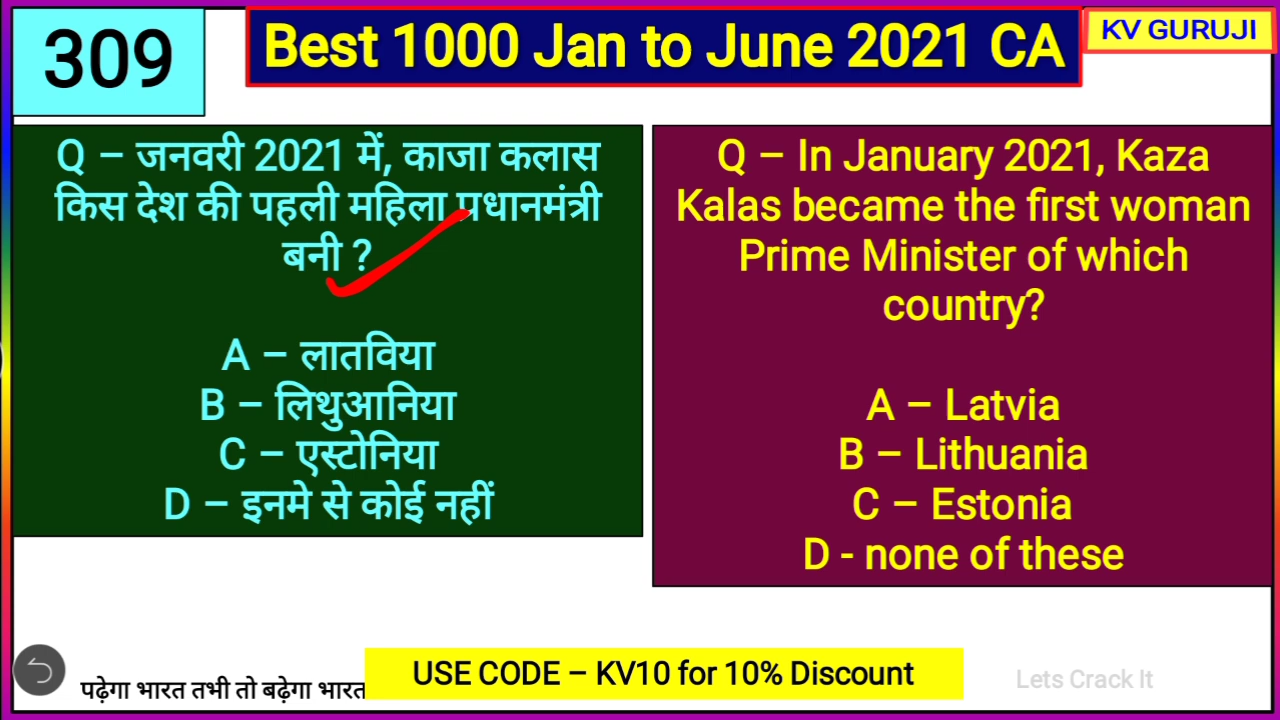 309
Best 1000 Jan to June 2021 CA
KV GURUJI
Q – जनवरी 2021 में, काजा कलास
किस देश की पहली महिला प्रधानमंत्री
बनी ?
A – लातविया
B – लिथुआनिया
C – एस्टोनिया
D – इनमे से कोई नहीं
Q – In January 2021, Kaza
Kalas became the first woman
Prime Minister of which
country?
A – Latvia
B – Lithuania
C – Estonia
D - none of these
पढ़ेगा भारत तभी तो बढ़ेगा भारत
USE CODE – KV10 for 10% Discount
Lets Crack It